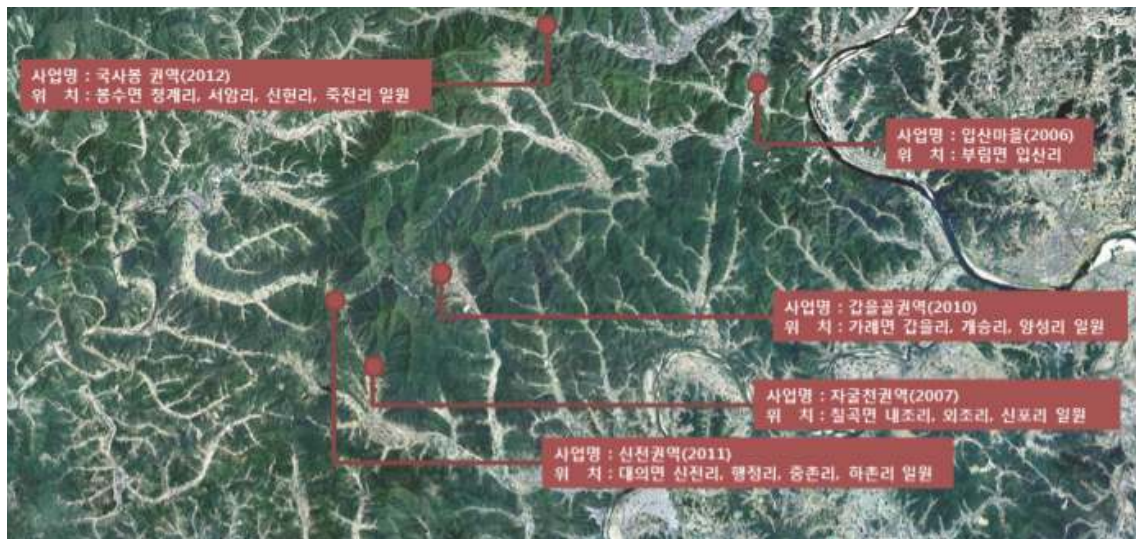 사업명 : 국사봉 권역(2012)
위 치 : 봉수면 청계리, 서암리, 신현리, 죽전리 일원
사업명 : 입산마을(2006)
위 치 : 부림면 입산리
사업명 : 갑을골권역(2010)
위 치 : 가례면 갑을리, 개승리, 양성리 일원
사업명 : 자굴천권역(2007)
위 치 : 칠곡면 내조리, 외조리, 신포리 일원
사업명 : 신전권역(2011)
위 치 : 대의면 신전리, 행정리, 중촌리, 하촌리 일원